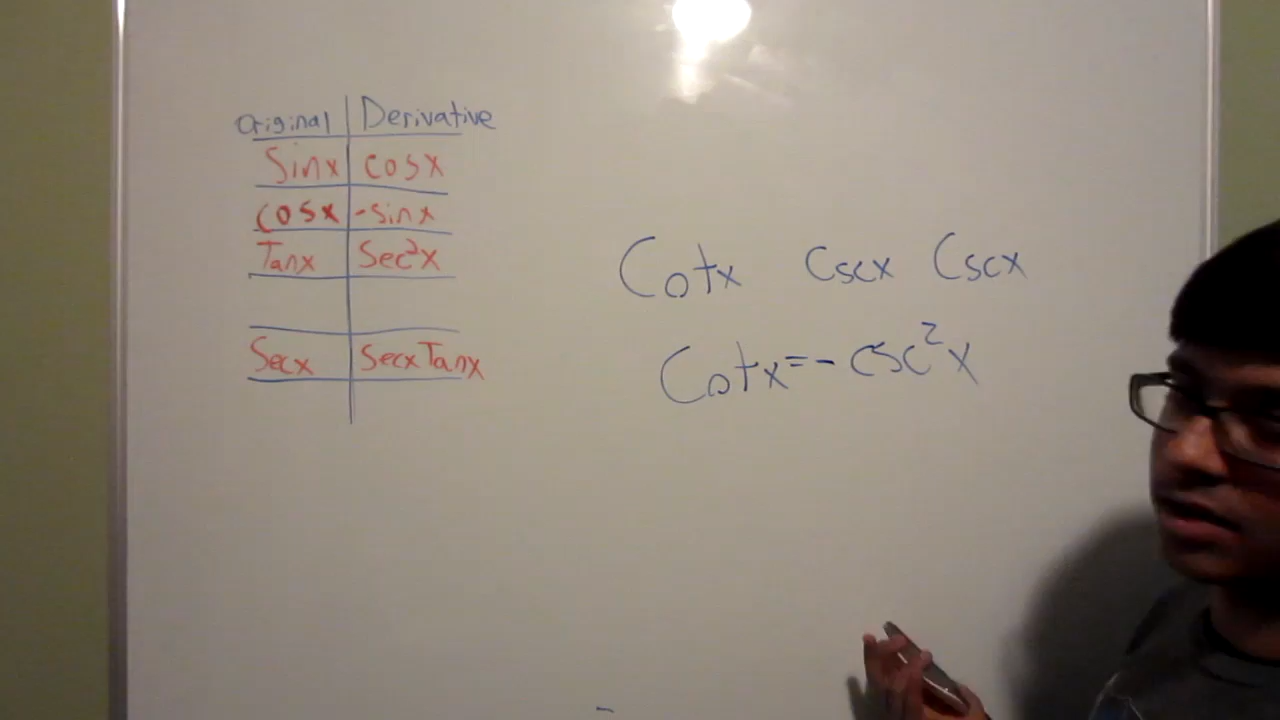 Original Derivative
Sinx cosx
cosx -sinx
Tanx Sec²x
Secx SecxTanx
Cotx Cscx Cscx
Cotx=-csc²x